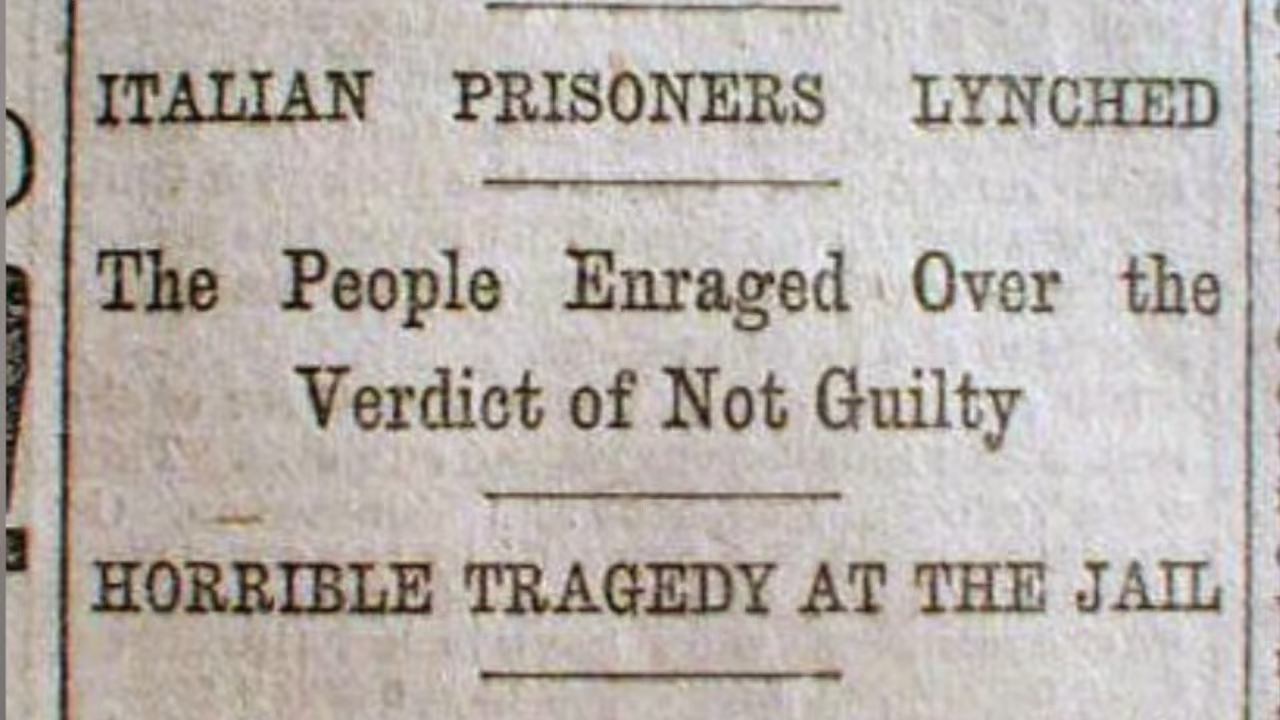 ITALIAN PRISONERS LYNCHED
The People Enraged Over the
Verdict of Not Guilty
HORRIBLE TRAGEDY AT THE JAIL